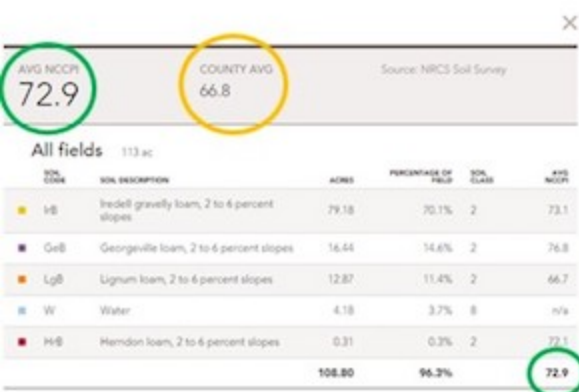 AVG NCCPI COUNTY AVG Source: NRCS Soil Survey
72.9 66.8
All fields 113 ac
SOIL CODE SOIL DESCRIPTION ACRES PERCENTAGE OF FIELD SOIL CLASS AVG NCCPI
IrB Iredell gravelly loam, 2 to 6 percent slopes 79.18 70.1% 2 73.1
GeB Georgeville loam, 2 to 6 percent slopes 16.44 14.6% 2 76.8
LgB Lignum loam, 2 to 6 percent slopes 12.87 11.4% 2 66.7
W Water 4.18 3.7% 8 n/a
HrB Herndon loam, 2 to 6 percent slopes 0.31 0.3% 2 72.1
108.80 96.3% 72.9